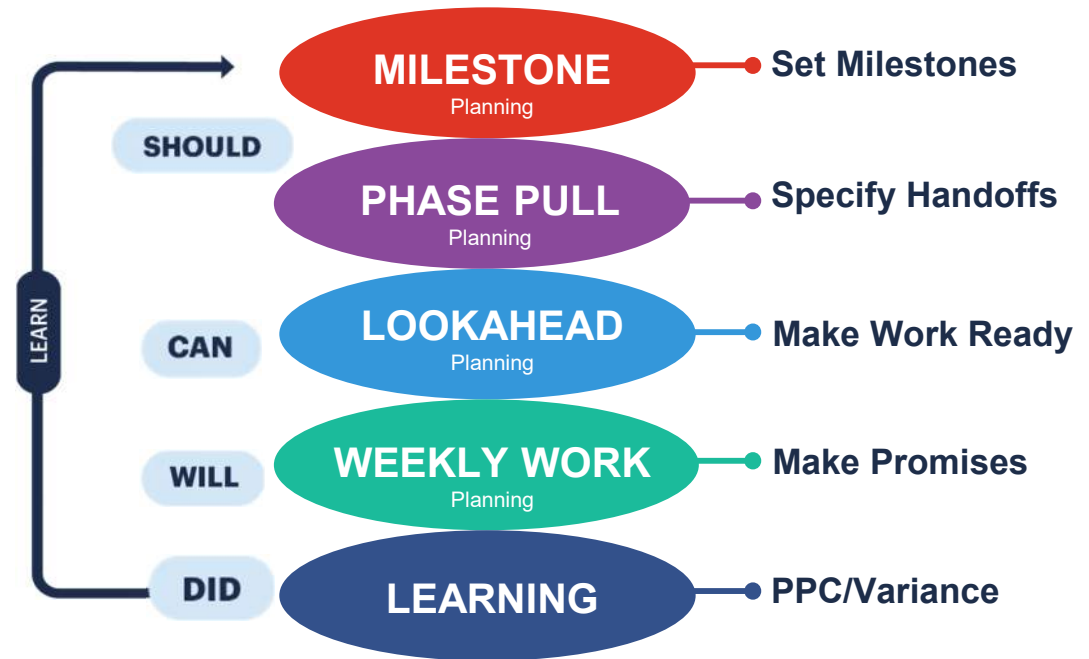 MILESTONE
Planning
Set Milestones
SHOULD
PHASE PULL
Planning
Specify Handoffs
LEARN
CAN
LOOKAHEAD
Planning
Make Work Ready
WILL
WEEKLY WORK
Planning
Make Promises
DID
LEARNING
PPC/Variance